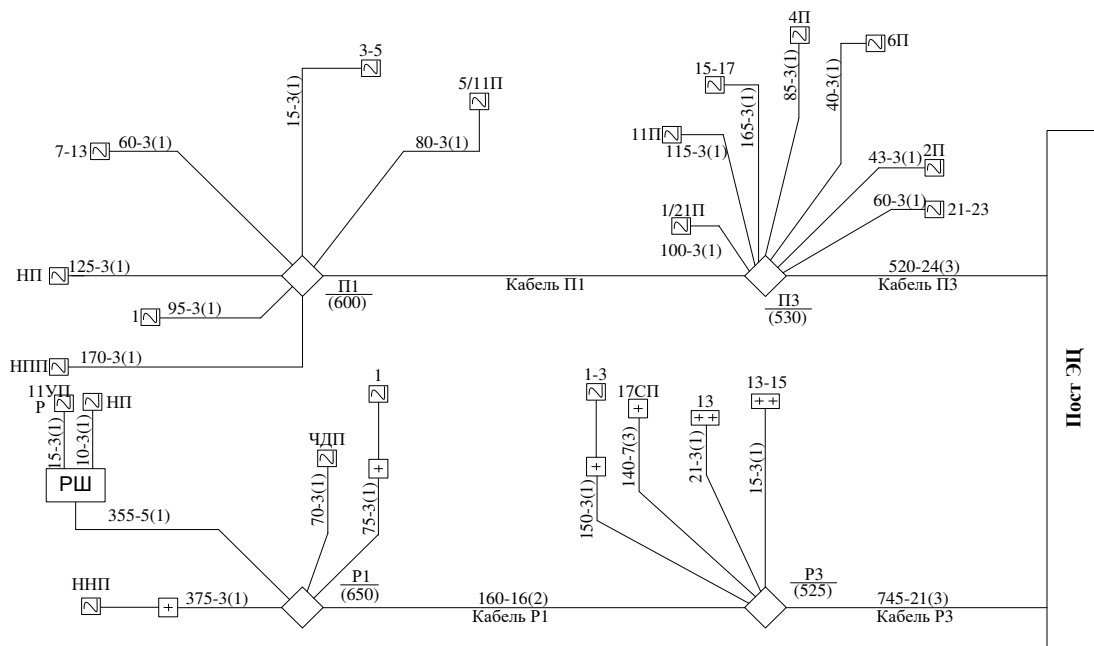 4П
6П
3-5
5/11П
15-17
15-3(1)
165-3(1)
85-3(1)
40-3(1)
11П
115-3(1)
7-13
60-3(1)
80-3(1)
43-3(1)
2П
60-3(1)
21-23
1/21П
100-3(1)
НП
125-3(1)
П1
(600)
Кабель П1
П3
(530)
520-24(3)
Кабель П3
1
95-3(1)
НПП
170-3(1)
11УП
Р
НП
15-3(1)
10-3(1)
РШ
355-5(1)
ЧДП
70-3(1)
1
75-3(1)
1-3
150-3(1)
17СП
140-7(3)
13
21-3(1)
13-15
15-3(1)
Пост ЭЦ
ННП
375-3(1)
Р1
(650)
160-16(2)
Кабель Р1
Р3
(525)
745-21(3)
Кабель Р3